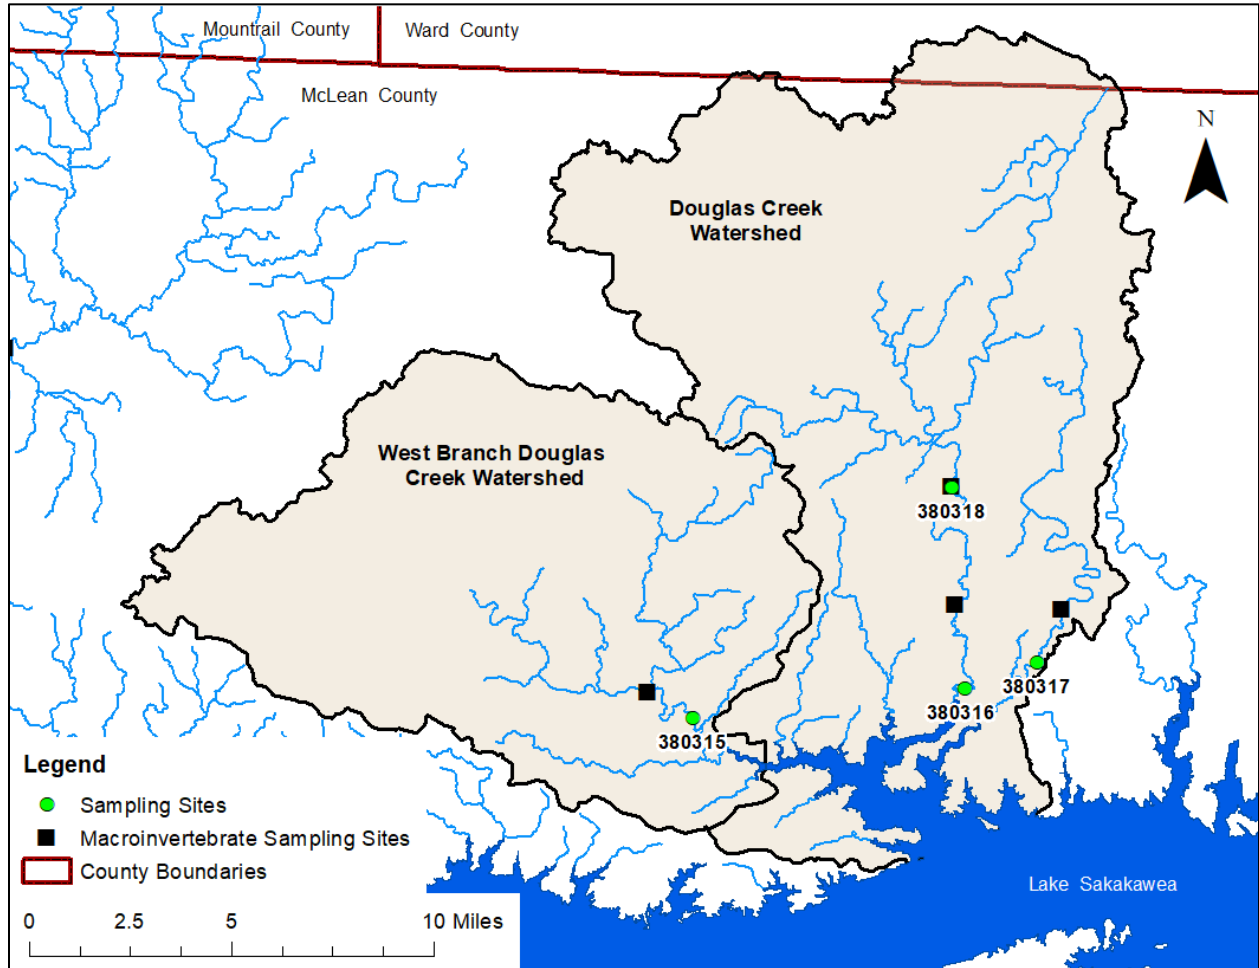 Mountrail County
Ward County
McLean County
N
Douglas Creek
Watershed
West Branch Douglas
Creek Watershed
380318
380317
380316
380315
Legend
Sampling Sites
Macroinvertebrate Sampling Sites
County Boundaries
0 2.5 5 10 Miles
Lake Sakakawea